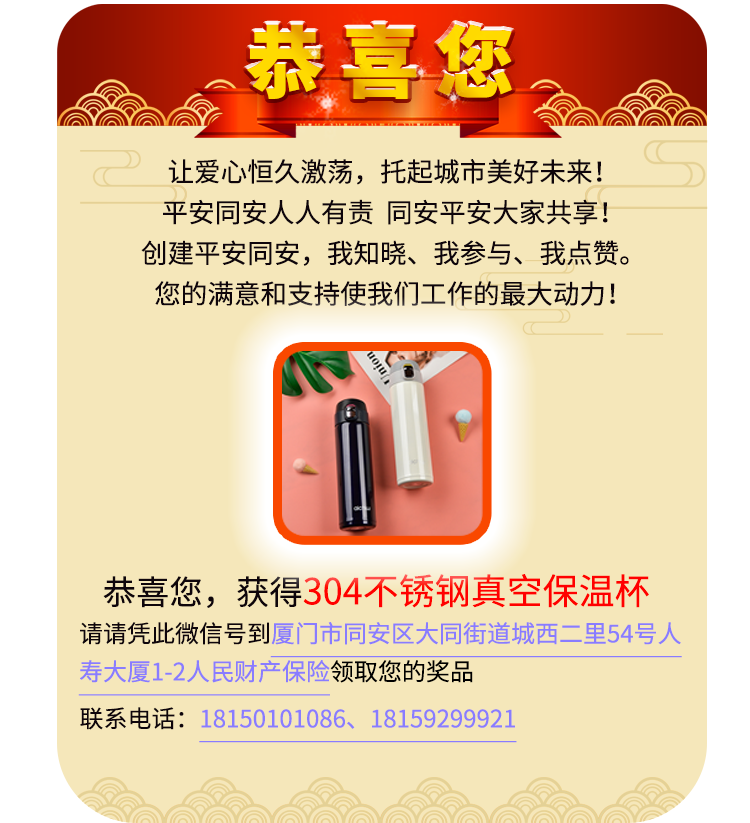 恭喜您
让爱心恒久激荡，托起城市美好未来！
平安同安人人有责 同安平安大家共享！
创建平安同安，我知晓、我参与、我点赞。
您的满意和支持使我们工作的最大动力！
恭喜您，获得304不锈钢真空保温杯
请请凭此微信号到厦门市同安区大同街道城西二里54号人
寿大厦1-2人民财产保险领取您的奖品
联系电话：18150101086、18159299921